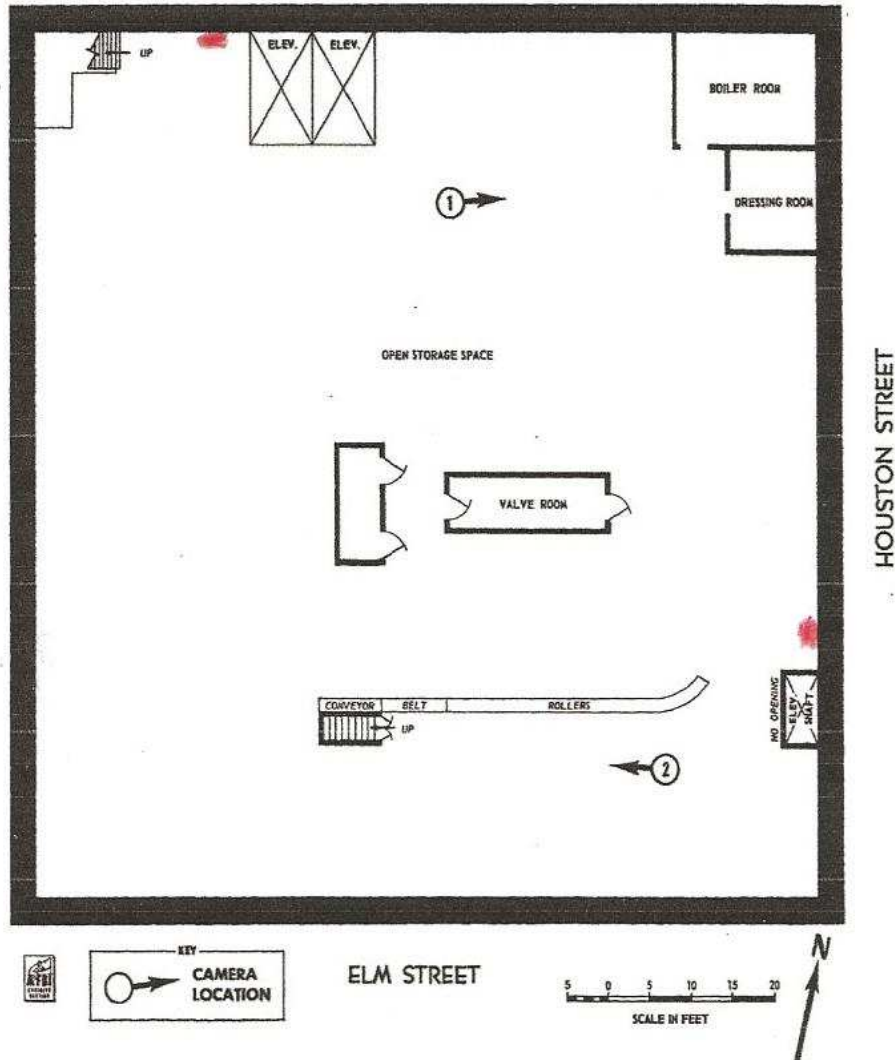 ELEV. ELEV.
UP
BOILER ROOM
1
DRESSING ROOM
OPEN STORAGE SPACE
HOUSTON STREET
VALVE ROOM
CONVEYOR BELT ROLLERS
UP
NO OPENING
ELEV
SHAFT
2
KEY
CAMERA
LOCATION
ELM STREET
5 0 5 10 15 20
SCALE IN FEET
N